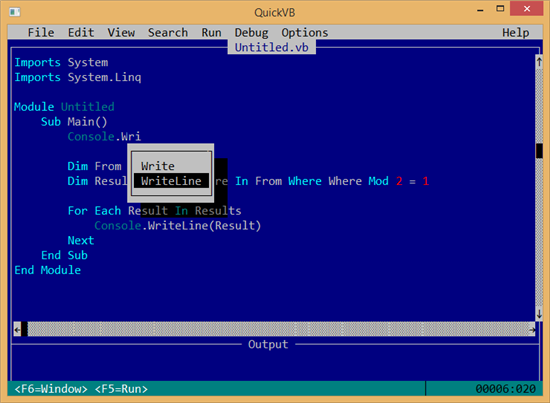 QuickVB
File Edit View Search Run Debug Options Help
Untitled.vb
Imports System
Imports System.Linq
Module Untitled
Sub Main()
Console.Wri
Write
WriteLine
Dim From
Dim Resul re In From Where Where Mod 2 = 1
For Each Result In Results
Console.WriteLine(Result)
Next
End Sub
End Module
Output
<F6=Window> <F5=Run> 00006:020